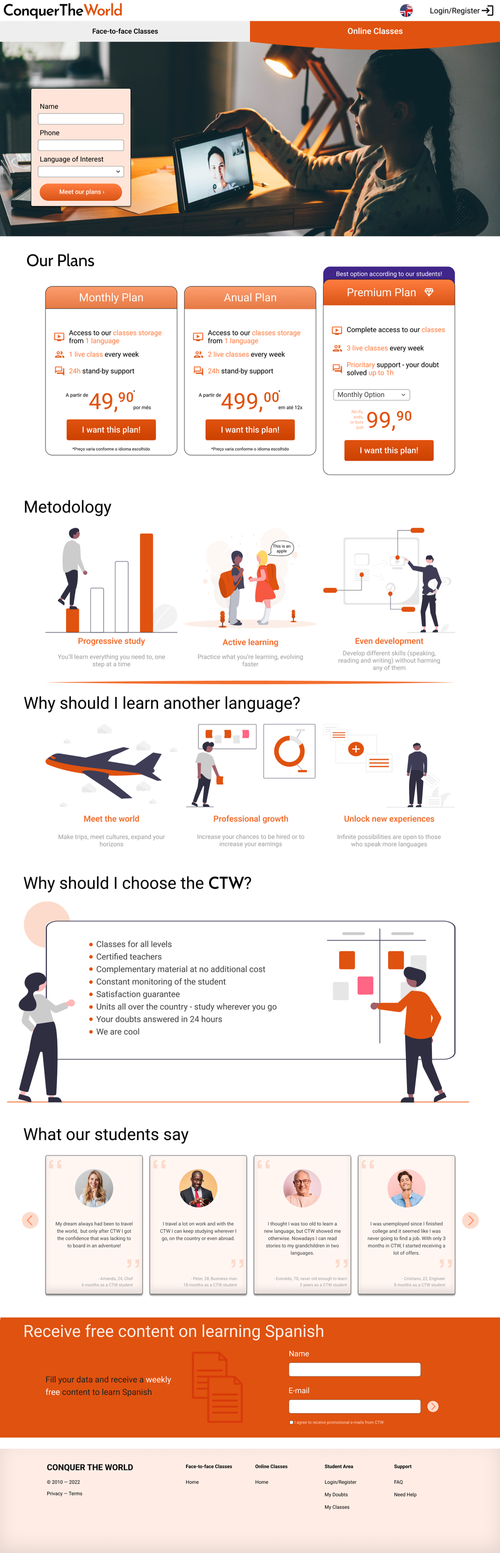 ConquerTheWorld
Login/Register
Face-to-face Classes
Online Classes
Name
Phone
Language of Interest
Meet our plans ›
Our Plans
Monthly Plan
Access to our classes storage
from 1 language
1 live class every week
24h stand-by support
A partir de 49,90*
por mês
I want this plan!
*Preço varia conforme o idioma escolhido
Anual Plan
Access to our classes storage
from 1 language
2 live classes every week
24h stand-by support
A partir de 499,00*
em até 12x
I want this plan!
*Preço varia conforme o idioma escolhido
Best option according to our students!
Premium Plan
Complete access to our classes
3 live classes every week
Prioritary support - your doubt
solved up to 1h
Monthly Option
99,90
I want this plan!
Metodology
This is an
apple
Progressive study
You'll learn everything you need to, one
step at a time
Active learning
Practice what you're learning, evolving
faster
Even development
Develop different skills (speaking,
reading and writing) without harming
any of them
Why should I learn another language?
Meet the world
Make trips, meet cultures, expand your
horizons
Professional growth
Increase your chances to be hired or to
increase your earnings
Unlock new experiences
Infinite possibilities are open to those
who speak more languages
Why should I choose the CTW?
Classes for all levels
Certified teachers
Complementary material at no additional cost
Constant monitoring of the student
Satisfaction guarantee
Units all over the country - study wherever you go
Your doubts answered in 24 hours
We are cool
What our students say
My dream always had been to travel
the world, but only after CTW I got
the confidence that was lacking to
to board in an adventure!
- Amanda, 24, Chef
6 months as a CTW student
I travel a lot on work and with the
CTW I can keep studying wherever I
go, on the country or even abroad.
- Peter, 28, Business man
18 months as a CTW student
I thought I was too old to learn a
new language, but CTW showed me
otherwise. Nowadays I can read
stories to my grandchildren in two
languages.
70, never old enough to learn
3 years as a CTW student
I was unemployed since I finished
college and it seemed like I was
never going to find a job. With only 3
months in CTW, I started receiving a
lot of offers.
- Cristiano, 22, Engineer
9 months as a CTW student
Receive free content on learning Spanish
Fill your data and receive a weekly
free content to learn Spanish
Name
E-mail
I agree to receive promotional e-mails from CTW
CONQUER THE WORLD
© 2010 — 2022
Privacy — Terms
Face-to-face Classes
Home
Online Classes
Home
Student Area
Login/Register
My Doubts
My Classes
Support
FAQ
Need Help